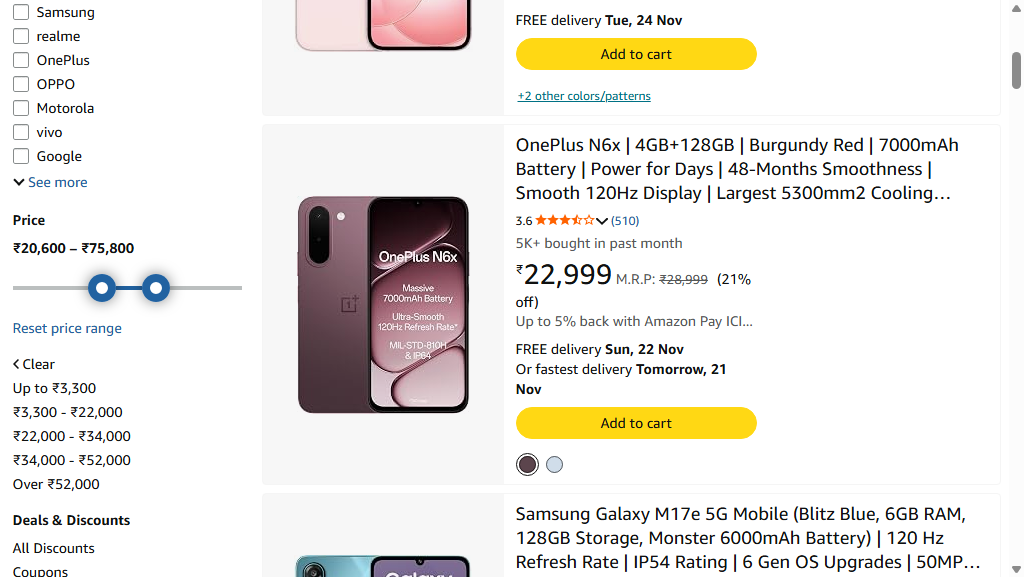 Samsung
realme
OnePlus
OPPO
Motorola
vivo
Google
See more
Price
₹20,600 – ₹75,800
Reset price range
Clear
Up to ₹3,300
₹3,300 - ₹22,000
₹22,000 - ₹34,000
₹34,000 - ₹52,000
Over ₹52,000
Deals & Discounts
All Discounts
Coupons
FREE delivery Tue, 24 Nov
Add to cart
+2 other colors/patterns
OnePlus N6x
Massive
7000mAh Battery
Ultra-Smooth
120Hz Refresh Rate*
MIL-STD-810H
& IP64
OnePlus N6x | 4GB+128GB | Burgundy Red | 7000mAh
Battery | Power for Days | 48-Months Smoothness |
Smooth 120Hz Display | Largest 5300mm2 Cooling…
3.6 (510)
5K+ bought in past month
₹22,999 M.R.P: ₹28,999 (21%
off)
Up to 5% back with Amazon Pay ICI…
FREE delivery Sun, 22 Nov
Or fastest delivery Tomorrow, 21
Nov
Add to cart
Galaxy
Samsung Galaxy M17e 5G Mobile (Blitz Blue, 6GB RAM,
128GB Storage, Monster 6000mAh Battery) | 120 Hz
Refresh Rate | IP54 Rating | 6 Gen OS Upgrades | 50MP…